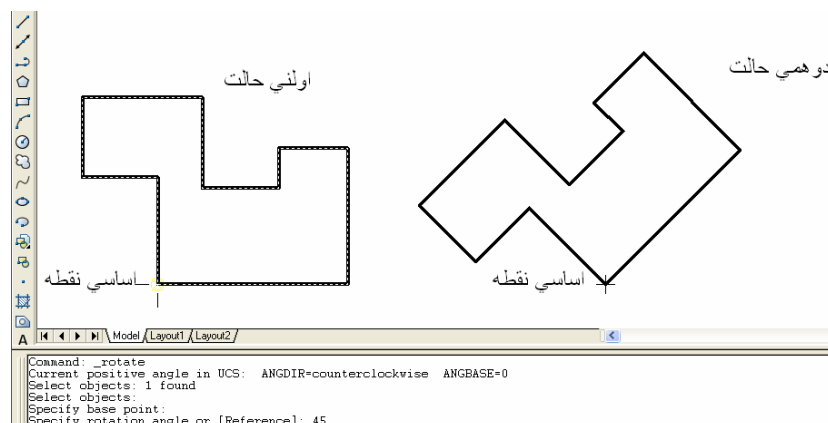 اولني حالت
دوهمي حالت
اساسي نقطه
اساسي نقطه
A
Model Layout1 Layout2
Command: _rotate
Current positive angle in UCS: ANGDIR=counterclockwise ANGBASE=0
Select objects: 1 found
Select objects:
Specify base point:
Specify rotation angle or [Reference]: 45